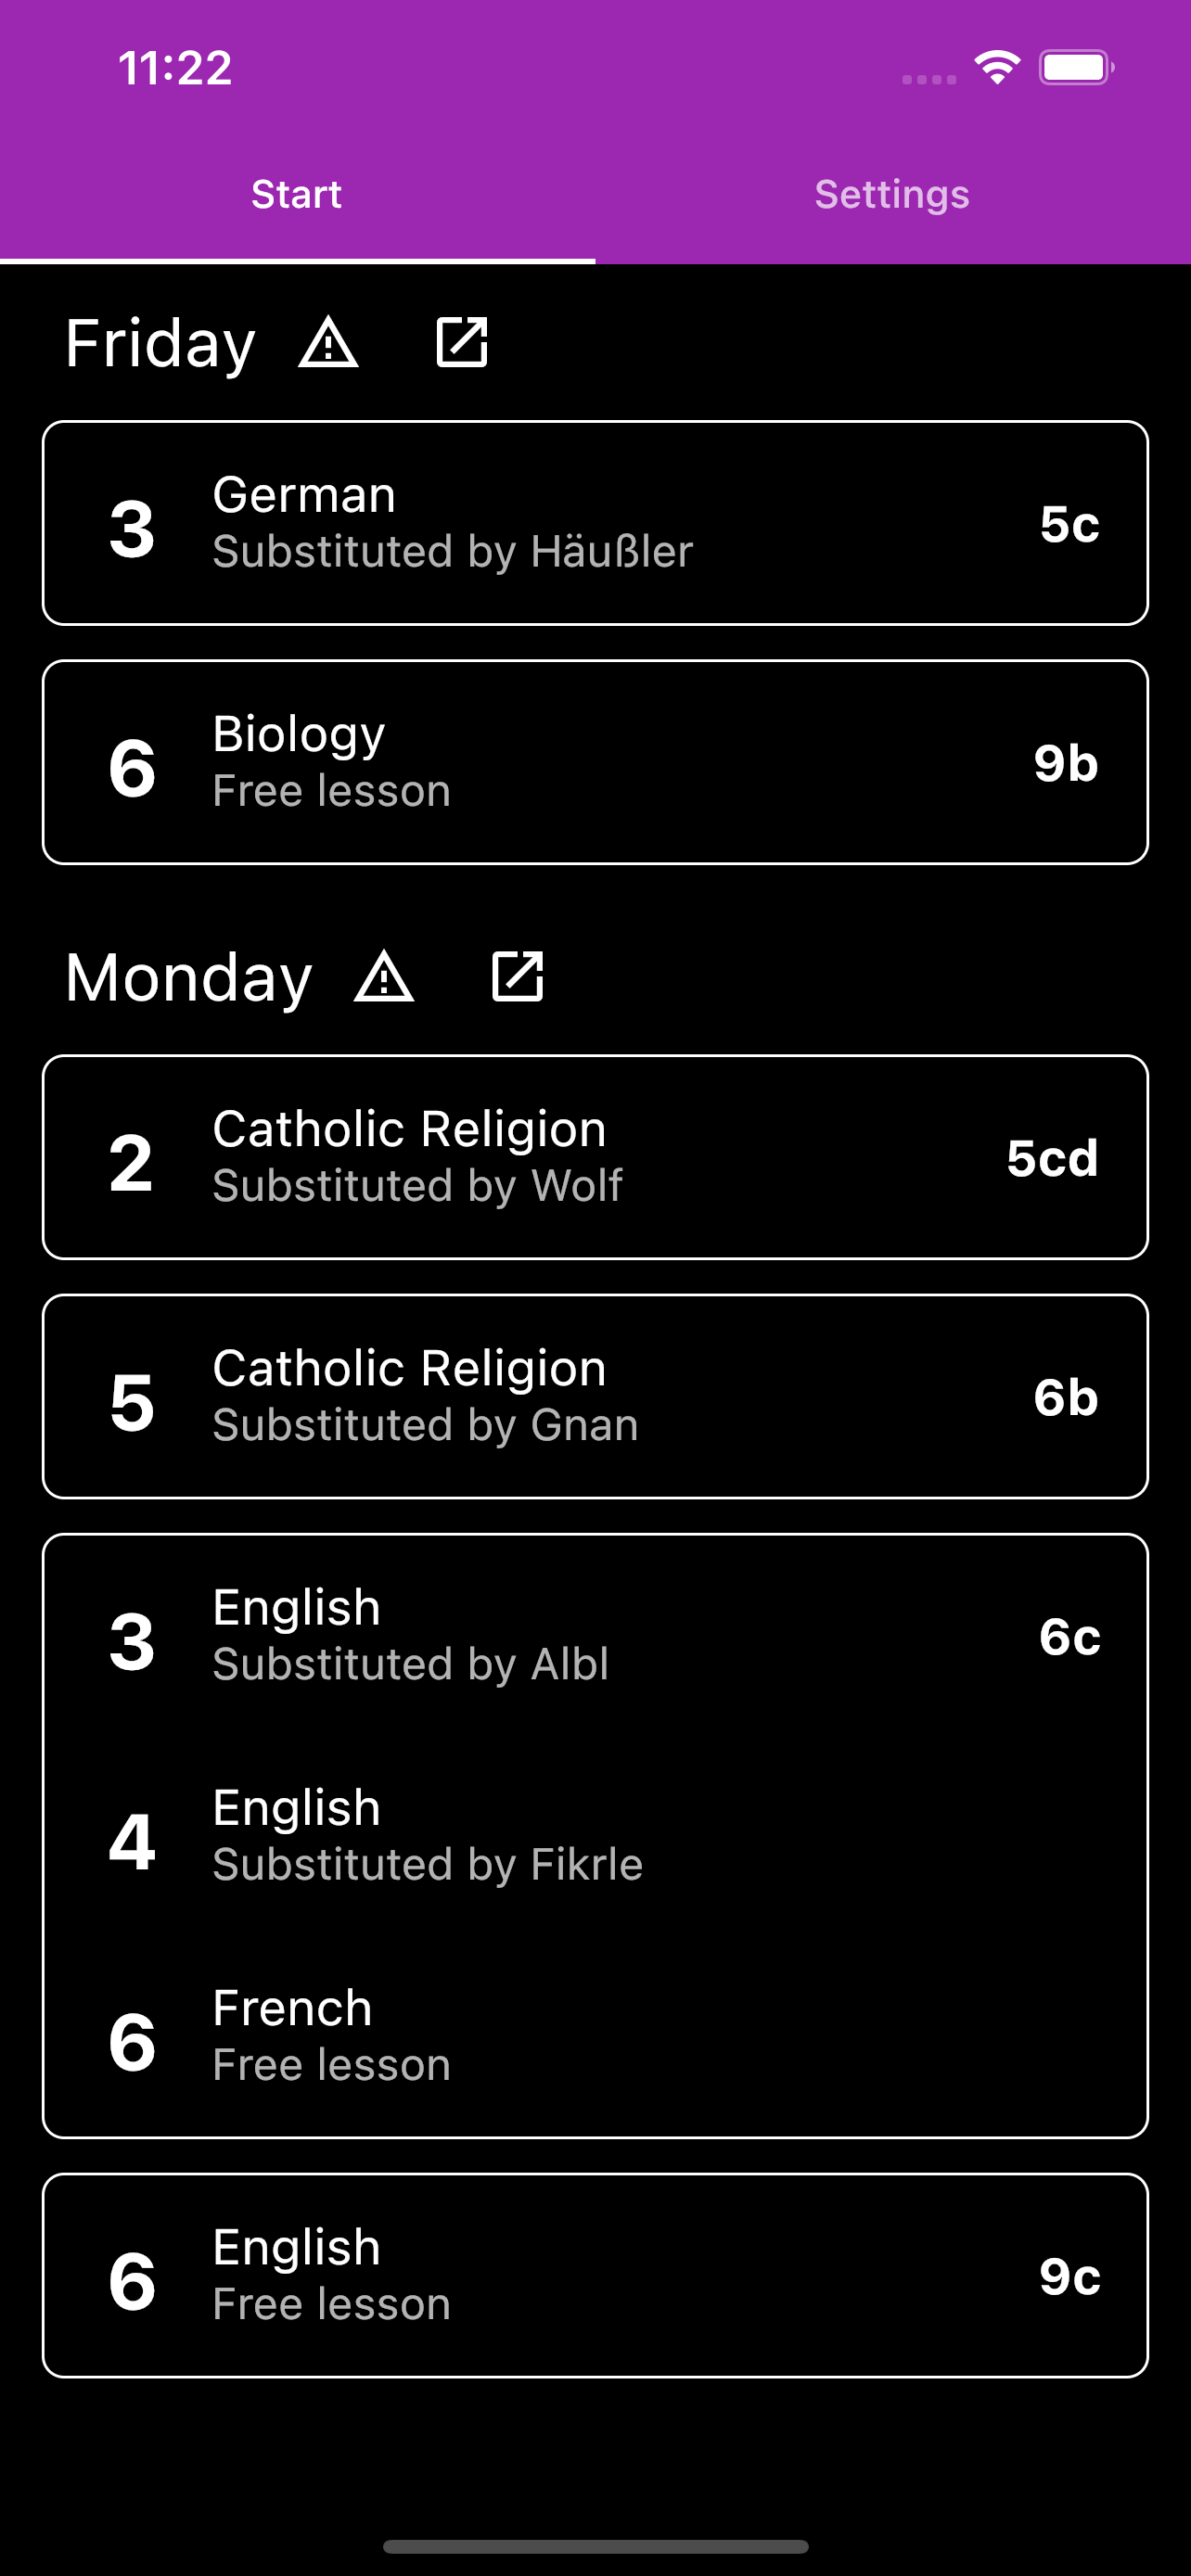 11:22
Start
Settings
Friday
3
German
Substituted by Häußler
5c
6
Biology
Free lesson
9b
Monday
2
Catholic Religion
Substituted by Wolf
5cd
5
Catholic Religion
Substituted by Gnan
6b
3
English
Substituted by Albl
6c
4
English
Substituted by Fikrle
6
French
Free lesson
6
English
Free lesson
9c